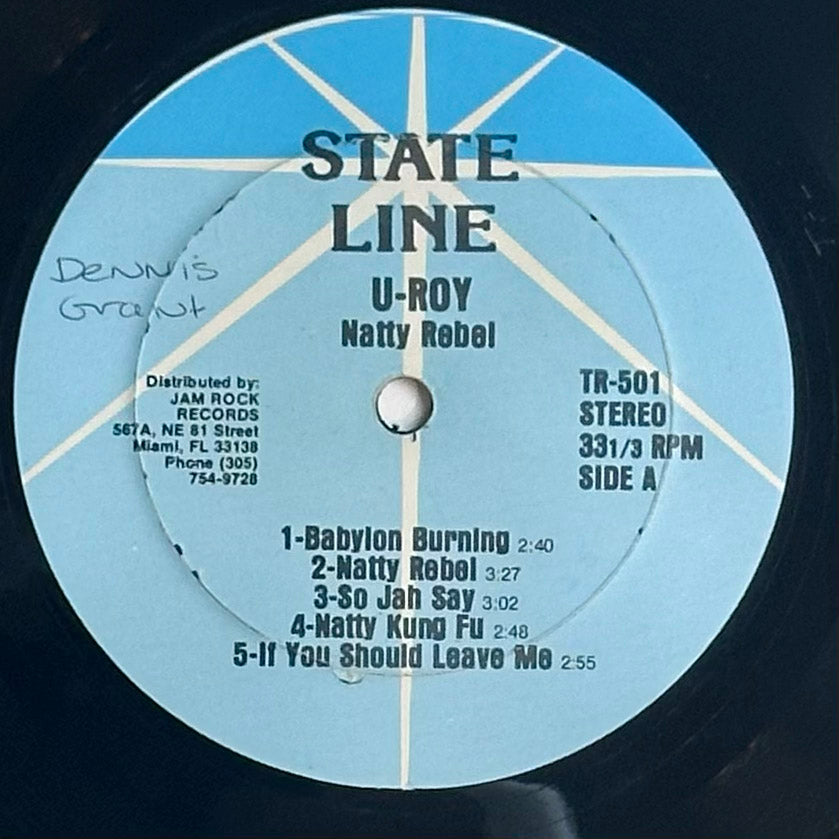 STATE
LINE
Dennis
Grant
U-ROY
Natty Rebel
Distributed by:
JAM ROCK
RECORDS
567A, NE 81 Street
Miami, FL 33138
Phone (305)
754-9728
TR-501
STEREO
331/3 RPM
SIDE A
1-Babylon Burning 2:40
2-Natty Rebel 3:27
3-So Jah Say 3:02
4-Natty Kung Fu 2:48
5-If You Should Leave Me 2:55